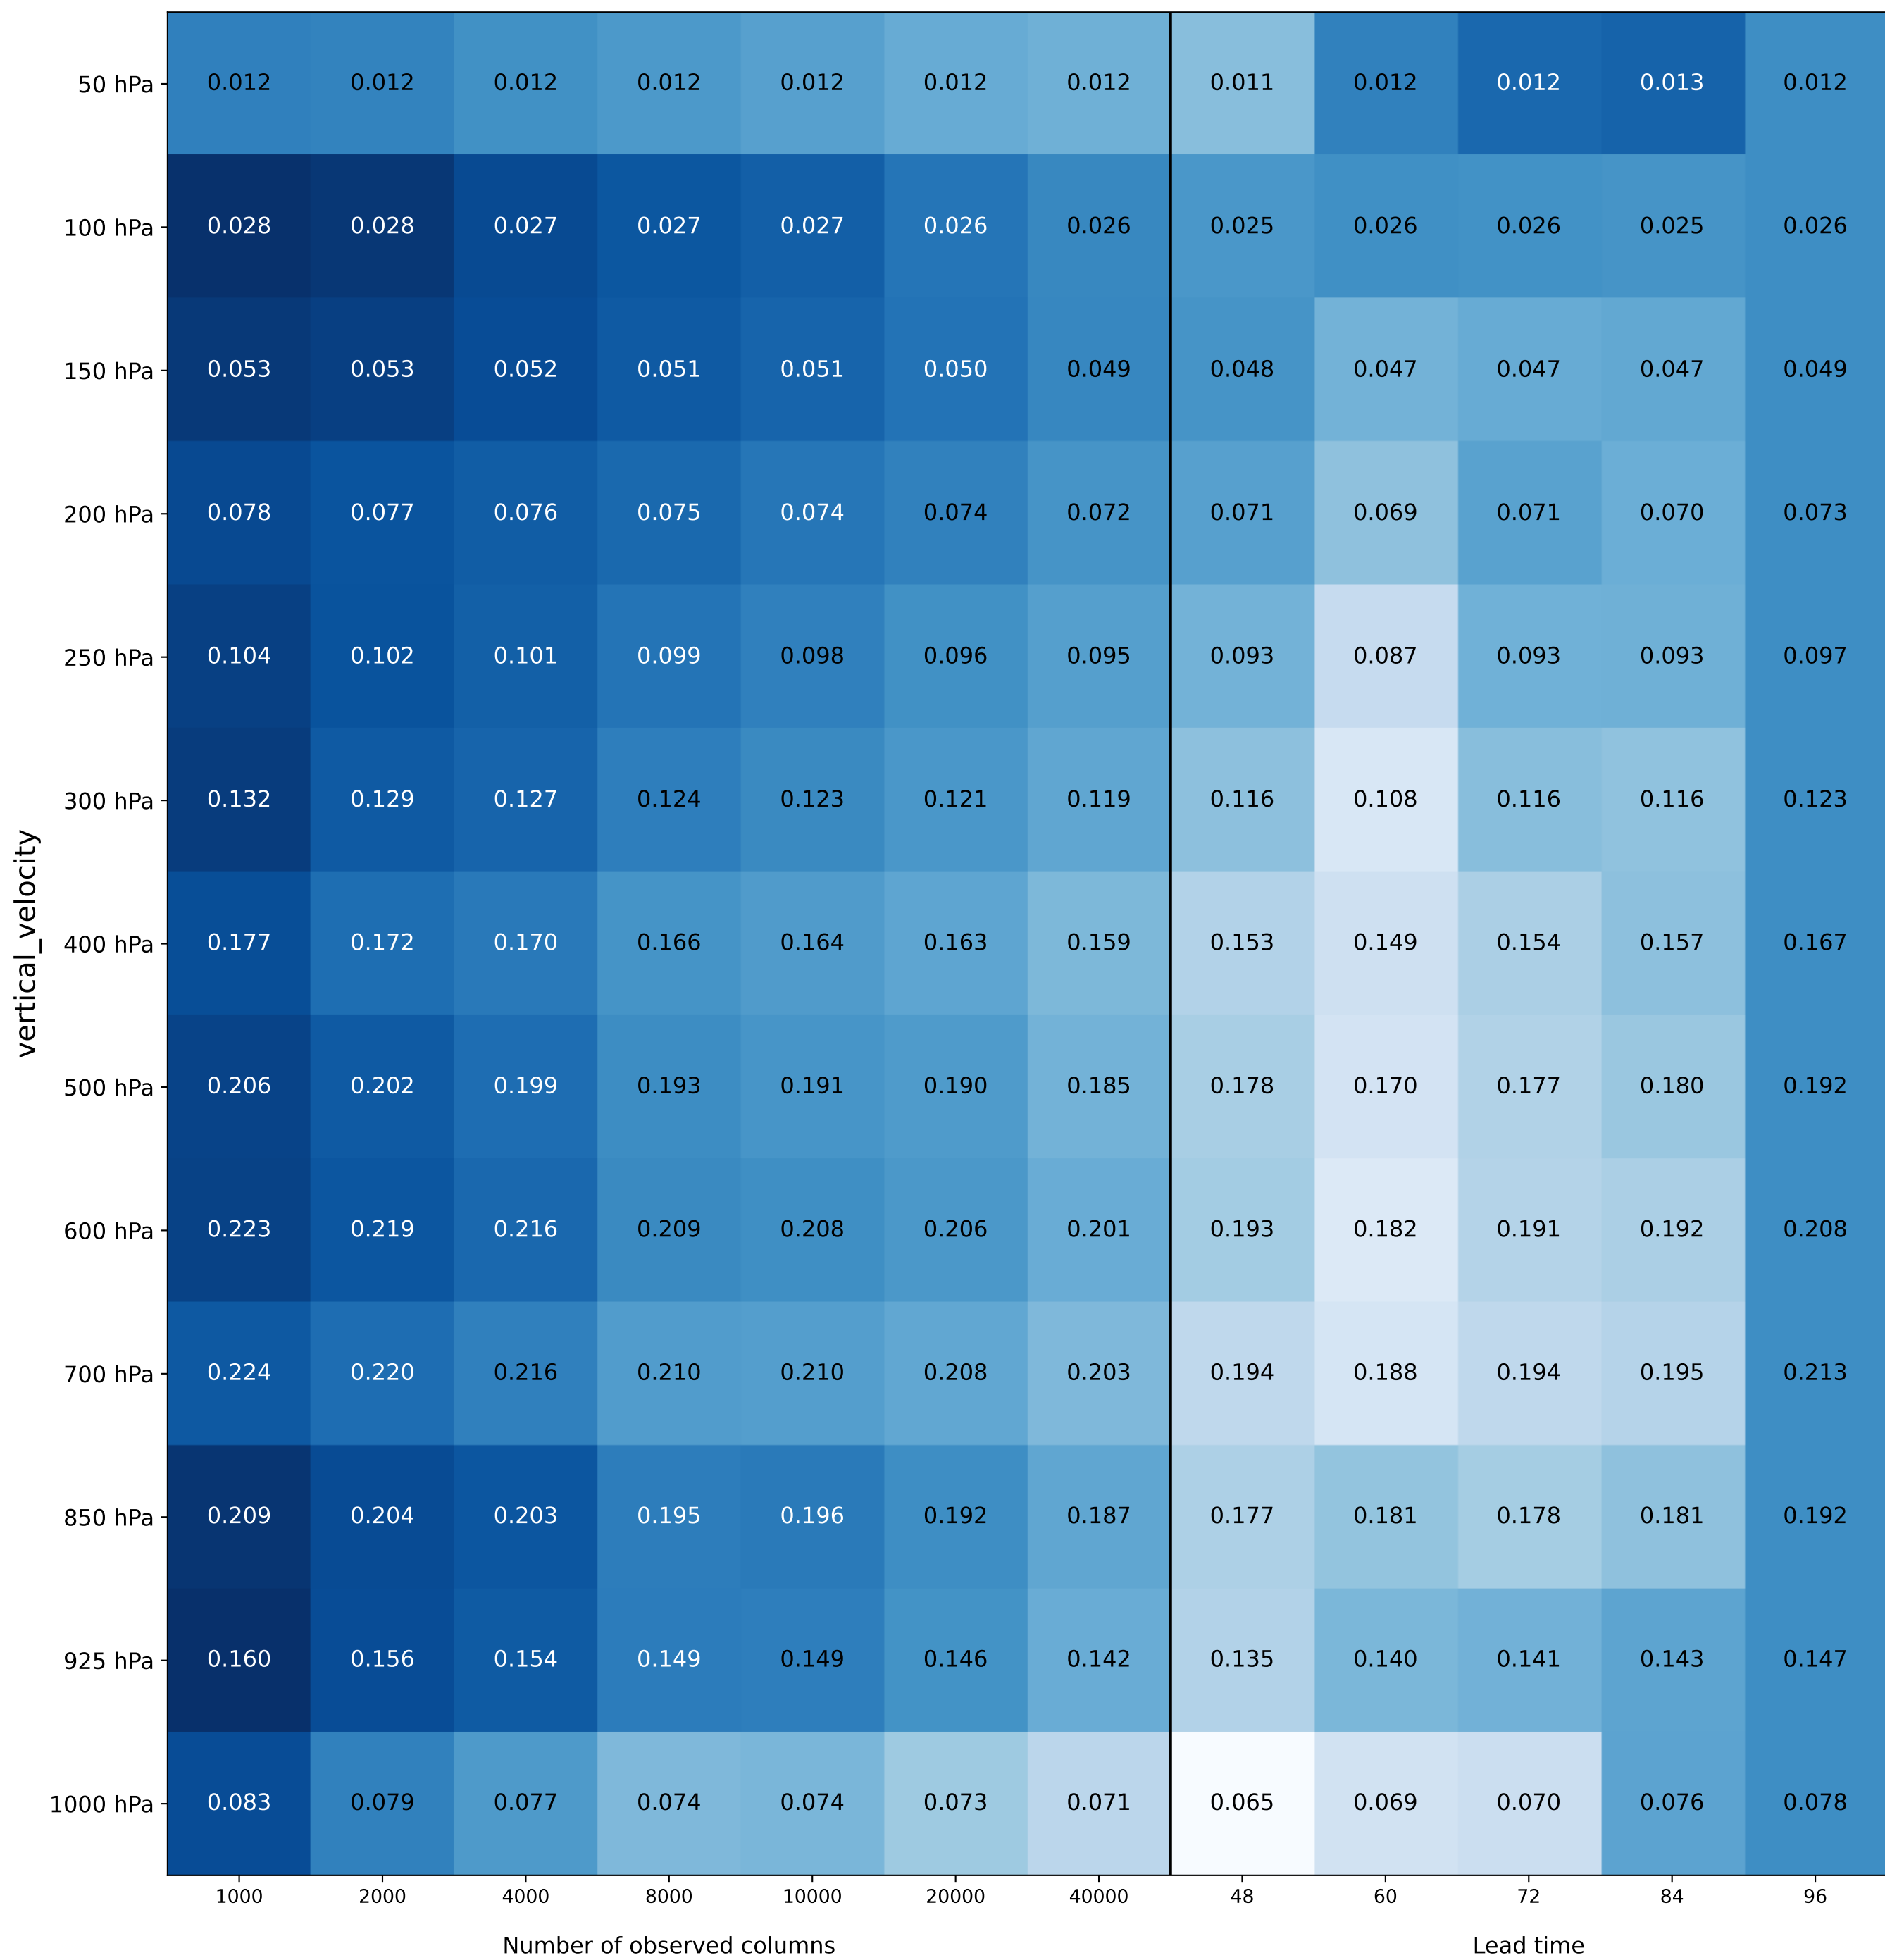 50 hPa 0.012 0.012 0.012 0.012 0.012 0.012 0.012 0.011 0.012 0.012 0.013 0.012
100 hPa 0.028 0.028 0.027 0.027 0.027 0.026 0.026 0.025 0.026 0.026 0.025 0.026
150 hPa 0.053 0.053 0.052 0.051 0.051 0.050 0.049 0.048 0.047 0.047 0.047 0.049
200 hPa 0.078 0.077 0.076 0.075 0.074 0.074 0.072 0.071 0.069 0.071 0.070 0.073
250 hPa 0.104 0.102 0.101 0.099 0.098 0.096 0.095 0.093 0.087 0.093 0.093 0.097
300 hPa 0.132 0.129 0.127 0.124 0.123 0.121 0.119 0.116 0.108 0.116 0.116 0.123
vertical_velocity
400 hPa 0.177 0.172 0.170 0.166 0.164 0.163 0.159 0.153 0.149 0.154 0.157 0.167
500 hPa 0.206 0.202 0.199 0.193 0.191 0.190 0.185 0.178 0.170 0.177 0.180 0.192
600 hPa 0.223 0.219 0.216 0.209 0.208 0.206 0.201 0.193 0.182 0.191 0.192 0.208
700 hPa 0.224 0.220 0.216 0.210 0.210 0.208 0.203 0.194 0.188 0.194 0.195 0.213
850 hPa 0.209 0.204 0.203 0.195 0.196 0.192 0.187 0.177 0.181 0.178 0.181 0.192
925 hPa 0.160 0.156 0.154 0.149 0.149 0.146 0.142 0.135 0.140 0.141 0.143 0.147
1000 hPa 0.083 0.079 0.077 0.074 0.074 0.073 0.071 0.065 0.069 0.070 0.076 0.078
1000 2000 4000 8000 10000 20000 40000 48 60 72 84 96
Number of observed columns Lead time